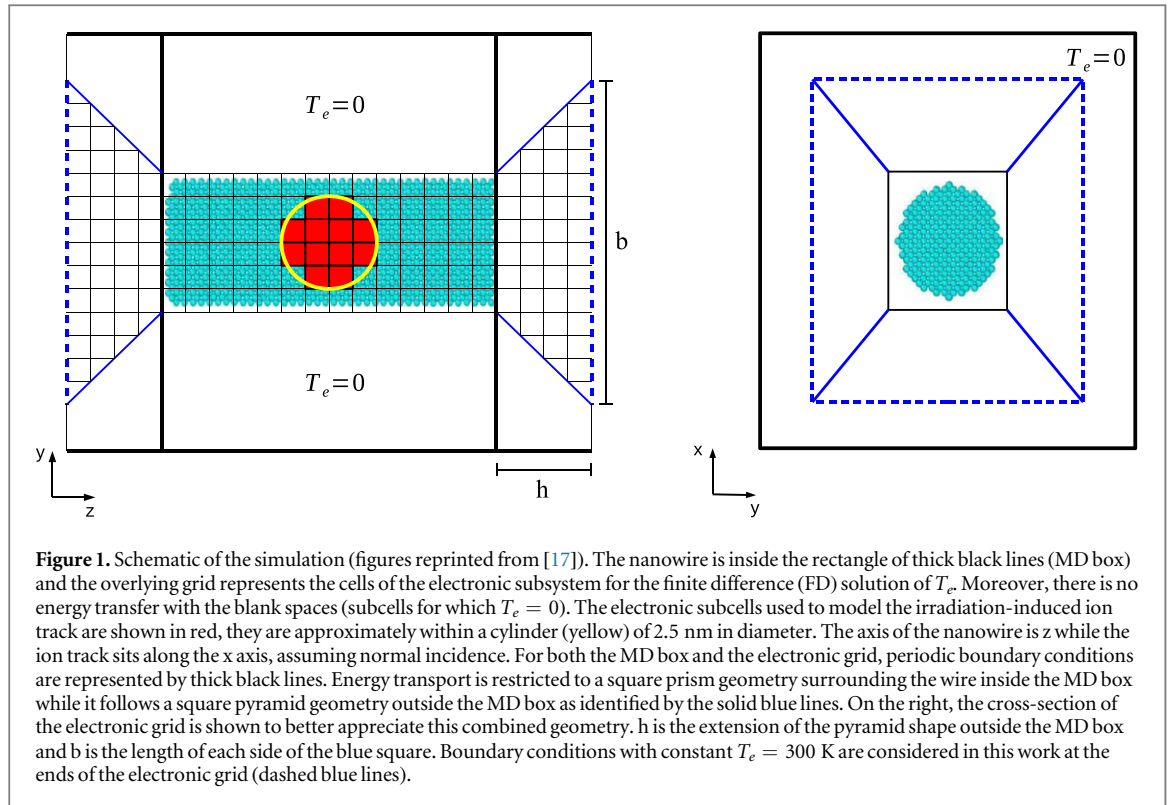 T_e=0
T_e=0
b
T_e=0
y
z
h
x
y
Figure 1. Schematic of the simulation (figures reprinted from [17]). The nanowire is inside the rectangle of thick black lines (MD box)
and the overlying grid represents the cells of the electronic subsystem for the finite difference (FD) solution of T_e. Moreover, there is no
energy transfer with the blank spaces (subcells for which T_e = 0). The electronic subcells used to model the irradiation-induced ion
track are shown in red, they are approximately within a cylinder (yellow) of 2.5 nm in diameter. The axis of the nanowire is z while the
ion track sits along the x axis, assuming normal incidence. For both the MD box and the electronic grid, periodic boundary conditions
are represented by thick black lines. Energy transport is restricted to a square prism geometry surrounding the wire inside the MD box
while it follows a square pyramid geometry outside the MD box as identified by the solid blue lines. On the right, the cross-section of
the electronic grid is shown to better appreciate this combined geometry. h is the extension of the pyramid shape outside the MD box
and b is the length of each side of the blue square. Boundary conditions with constant T_e = 300 K are considered in this work at the
ends of the electronic grid (dashed blue lines).